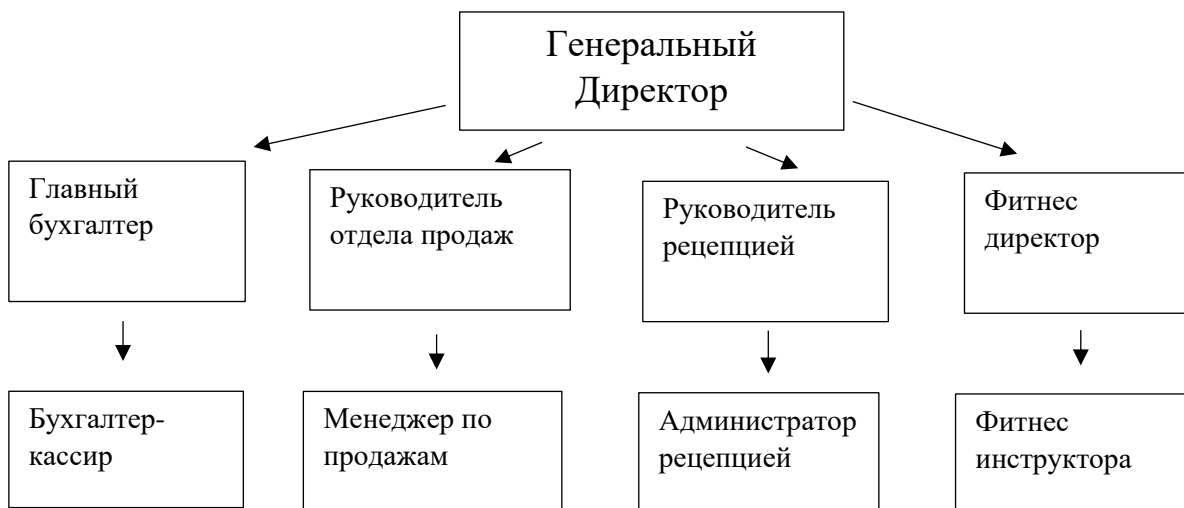 Генеральный
Директор
Главный
бухгалтер
Руководитель
отдела продаж
Руководитель
рецепцией
Фитнес
директор
Бухгалтер-
кассир
Менеджер по
продажам
Администратор
рецепцией
Фитнес
инструктора